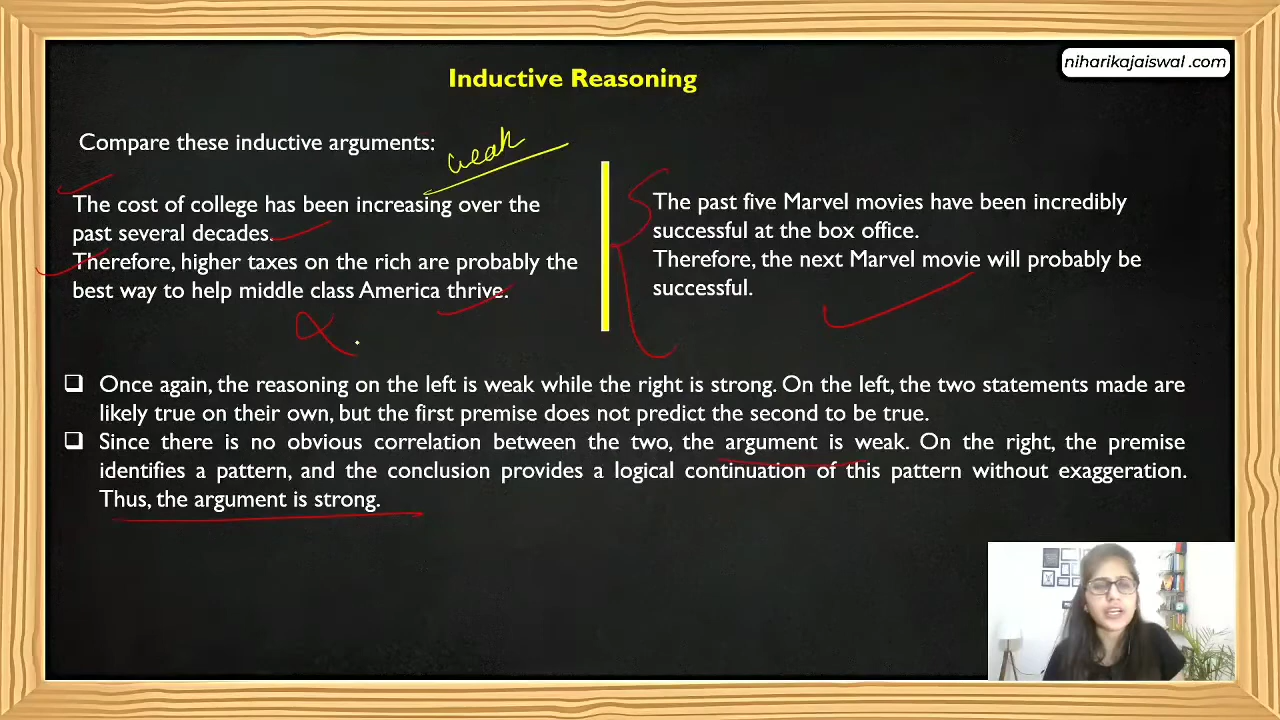 niharikajaiswal .com
Inductive Reasoning
Compare these inductive arguments:
weak
The cost of college has been increasing over the
past several decades.
Therefore, higher taxes on the rich are probably the
best way to help middle class America thrive.
The past five Marvel movies have been incredibly
successful at the box office.
Therefore, the next Marvel movie will probably be
successful.
Once again, the reasoning on the left is weak while the right is strong. On the left, the two statements made are
likely true on their own, but the first premise does not predict the second to be true.
Since there is no obvious correlation between the two, the argument is weak. On the right, the premise
identifies a pattern, and the conclusion provides a logical continuation of this pattern without exaggeration.
Thus, the argument is strong.